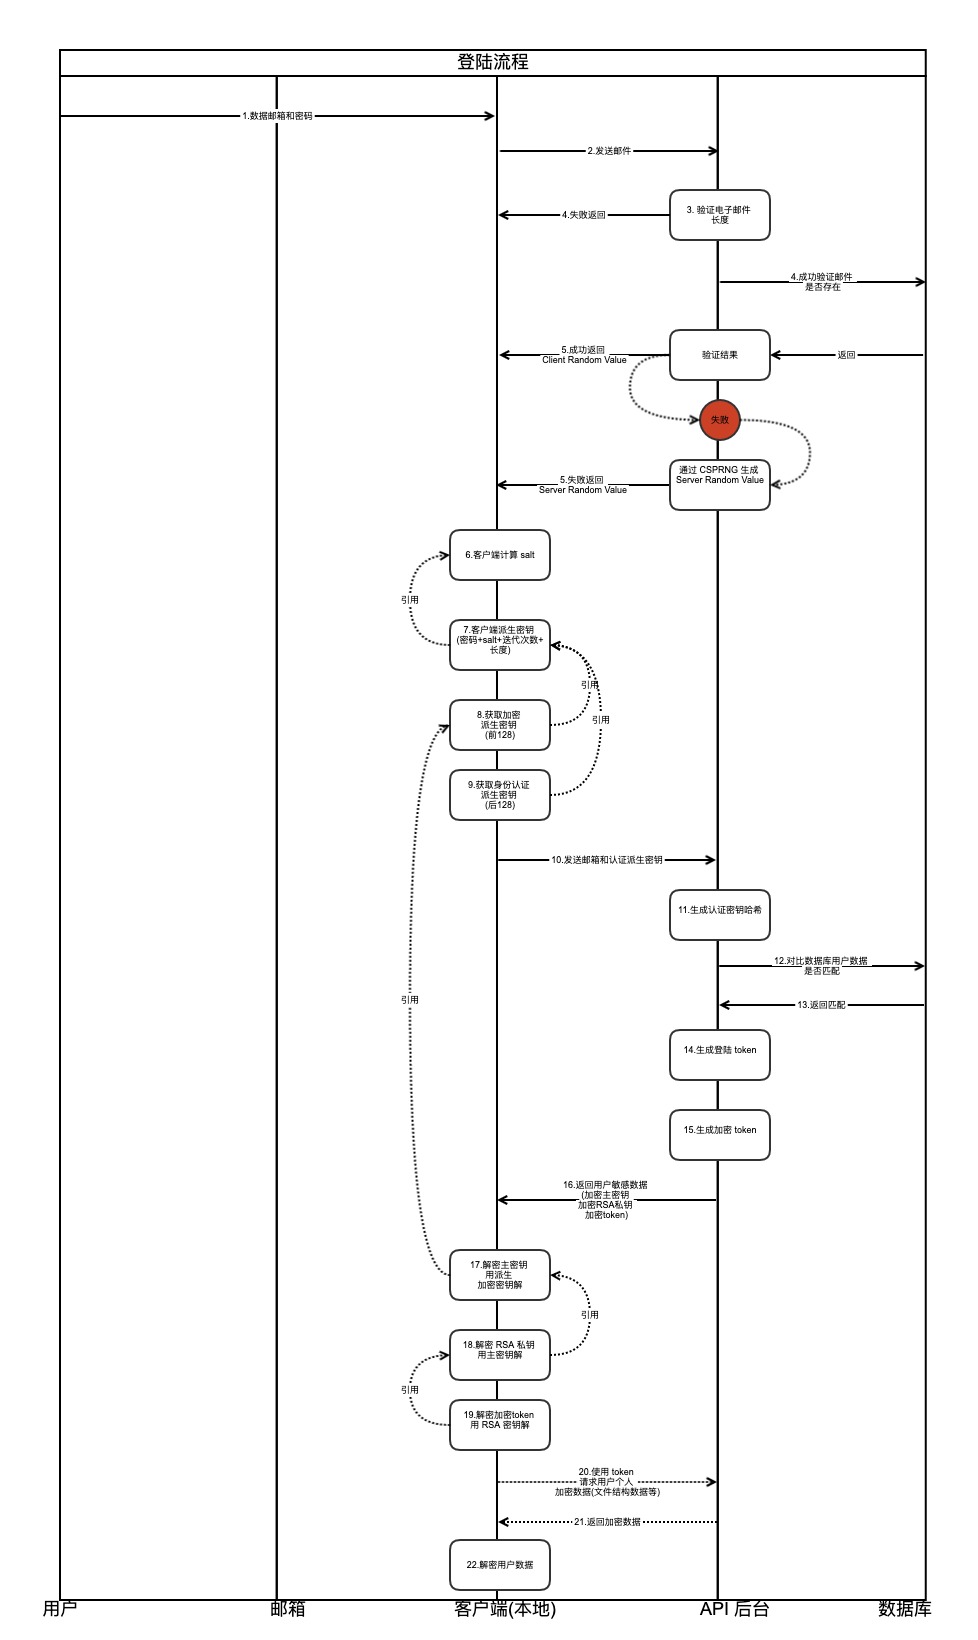 登陆流程
1.数据邮箱和密码
2.发送邮件
3. 验证电子邮件
长度
4.失败返回
4.成功验证邮件
是否存在
5.成功返回
Client Random Value
验证结果
返回
失败
通过 CSPRNG 生成
Server Random Value
5.失败返回
Server Random Value
6.客户端计算 salt
引用
7.客户端派生密钥
(密码+salt+迭代次数+
长度)
引用
8.获取加密
派生密钥
(前128)
引用
9.获取身份认证
派生密钥
(后128)
10.发送邮箱和认证派生密钥
11.生成认证密钥哈希
12.对比数据库用户数据
是否匹配
引用
13.返回匹配
14.生成登陆 token
15.生成加密 token
16.返回用户敏感数据
(加密主密钥
加密RSA私钥
加密token)
17.解密主密钥
用派生
加密密钥解
引用
18.解密 RSA 私钥
用主密钥解
引用
19.解密加密token
用 RSA 密钥解
20.使用 token
请求用户个人
加密数据(文件结构数据等)
21.返回加密数据
22.解密用户数据
用户
邮箱
客户端(本地)
API 后台
数据库